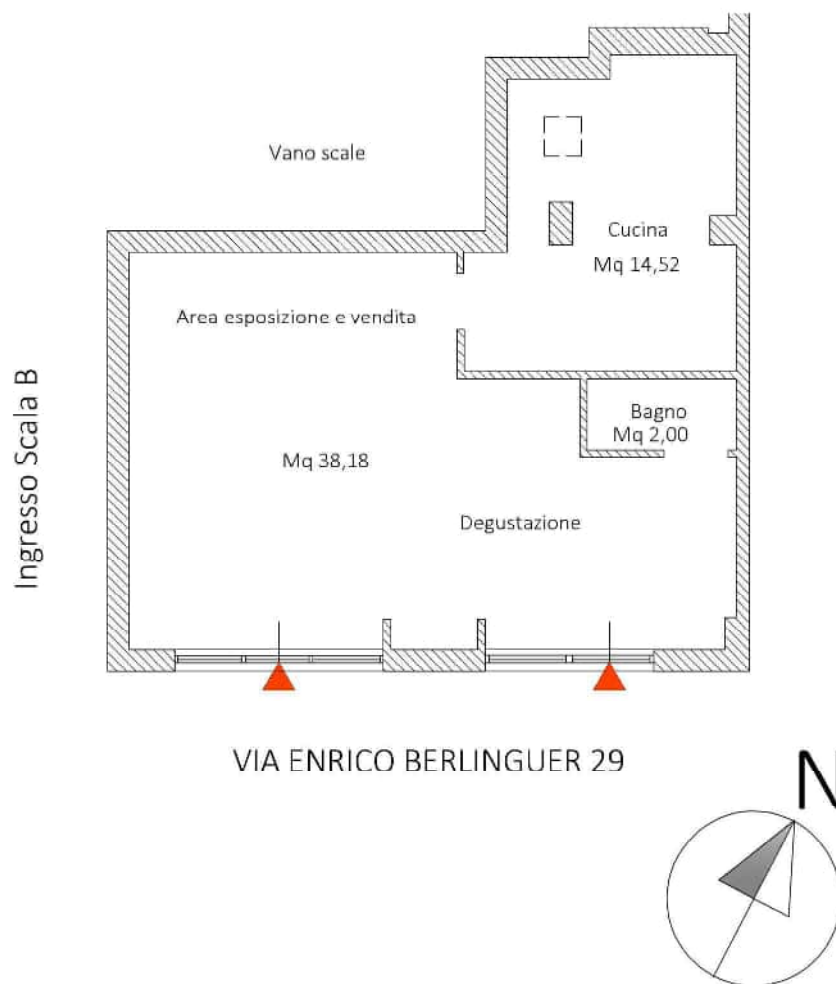 Vano scale
Cucina
Mq 14,52
Area esposizione e vendita
Ingresso Scala B
Bagno
Mq 2,00
Mq 38,18
Degustazione
VIA ENRICO BERLINGUER 29
N